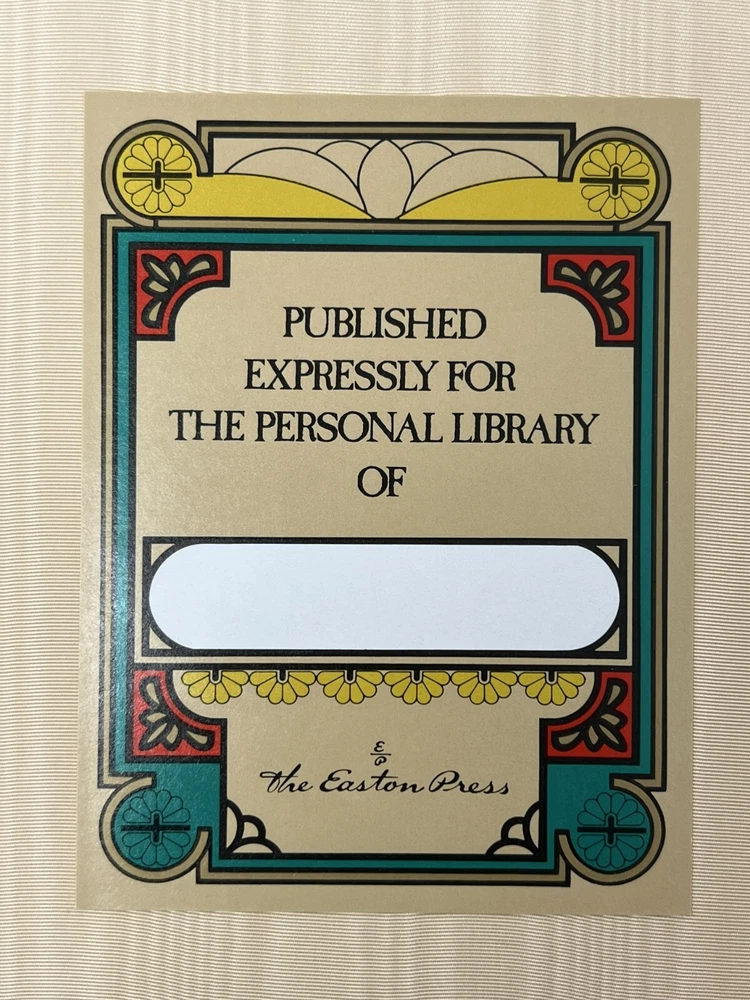 PUBLISHED
EXPRESSLY FOR
THE PERSONAL LIBRARY
OF
E
P
The Easton Press